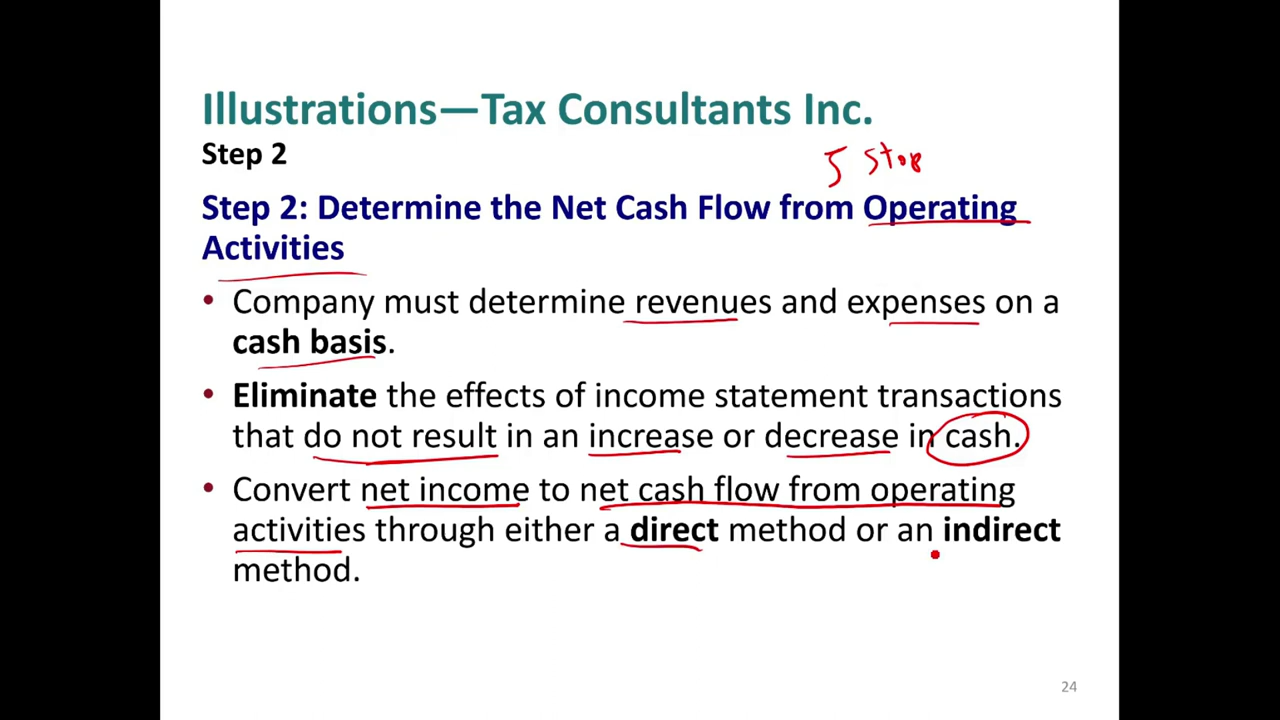 Illustrations—Tax Consultants Inc.
Step 2
5 Step
Step 2: Determine the Net Cash Flow from Operating
Activities
• Company must determine revenues and expenses on a
cash basis.
• Eliminate the effects of income statement transactions
that do not result in an increase or decrease in cash.
• Convert net income to net cash flow from operating
activities through either a direct method or an indirect
method.
24